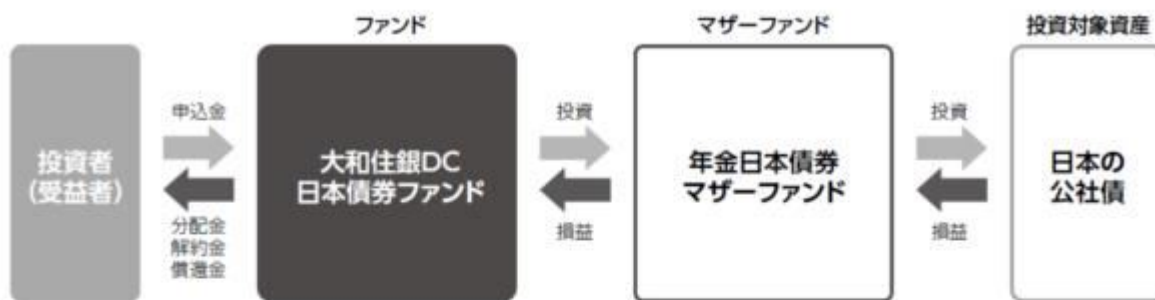 ファンド
マザーファンド
投資対象資産
投資者
(受益者)
申込金
分配金
解約金
償還金
大和住銀DC
日本債券ファンド
投資
損益
年金日本債券
マザーファンド
投資
損益
日本の
公社債